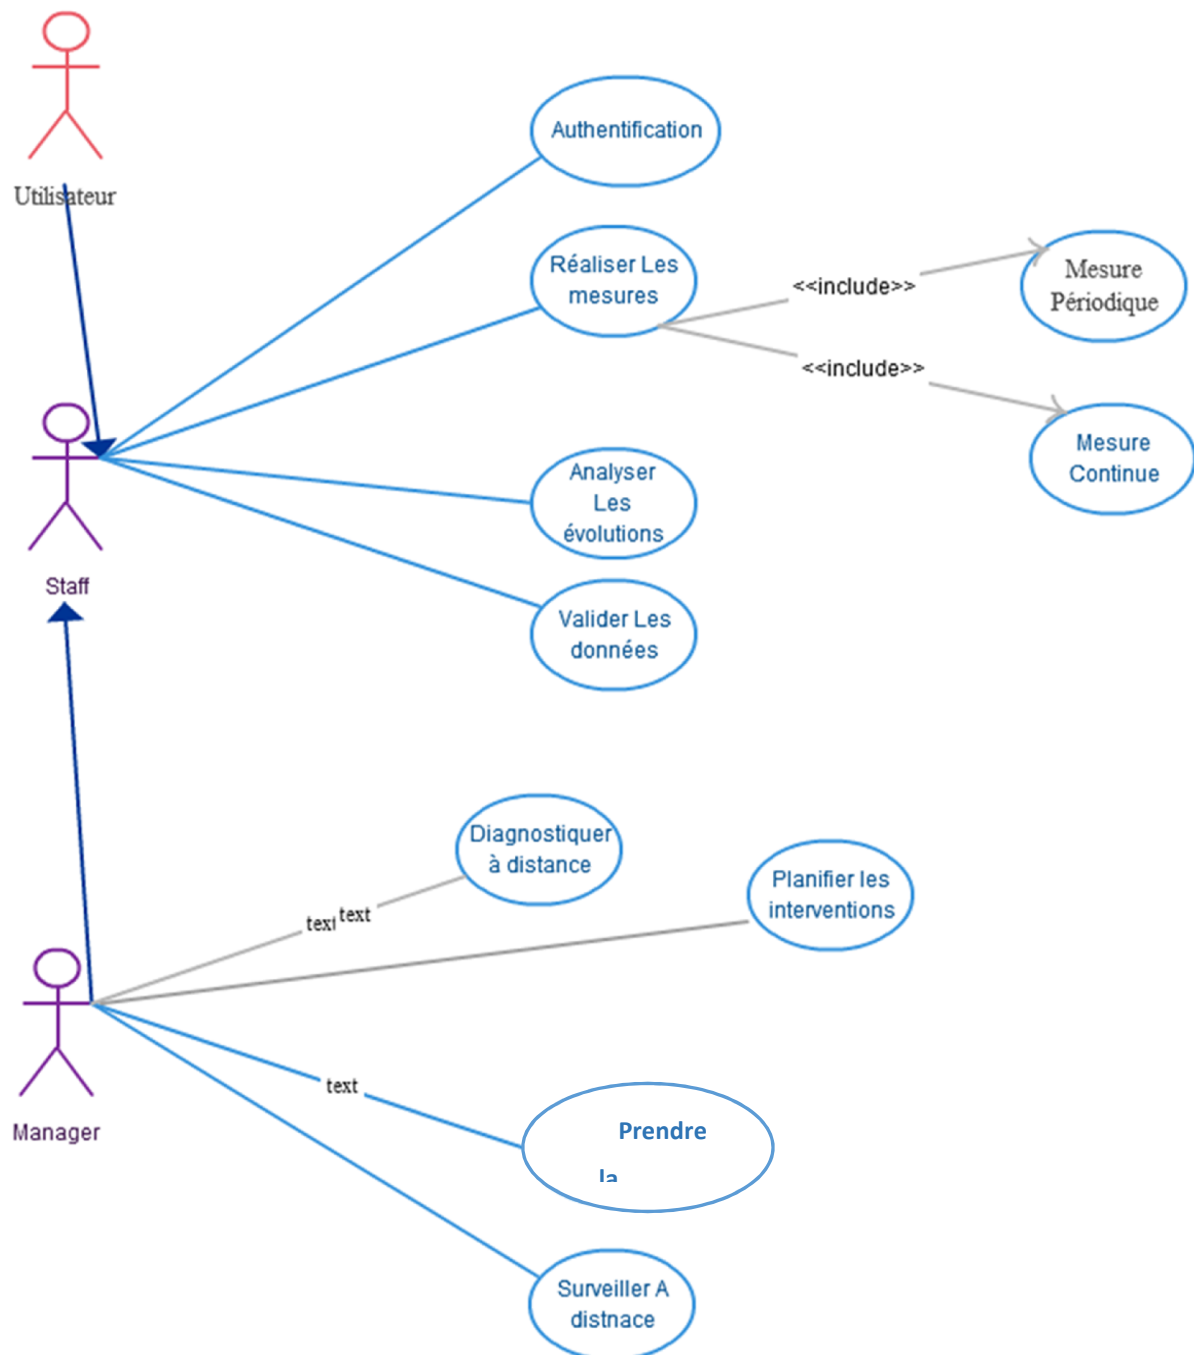 Utilisateur
Authentification
Réaliser Les
mesures
<<include>>
Mesure
Périodique
<<include>>
Mesure
Continue
Analyser
Les
évolutions
Staff
Valider Les
données
Diagnostiquer
à distance
Planifier les
interventions
text
text
Manager
text
Prendre
la
Surveiller A
distnace